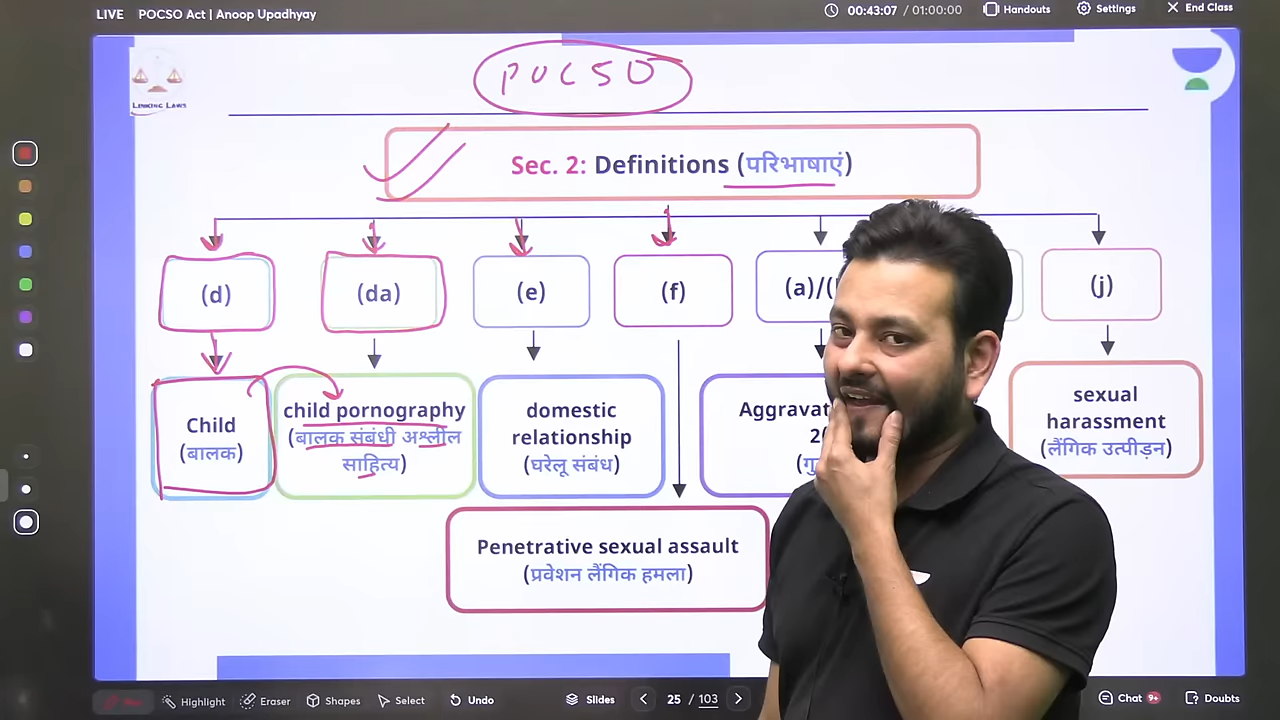 LIVE POCSO Act | Anoop Upadhyay 00:43:07 / 01:00:00 Handouts Settings End Class
POCSO
LINKING LAWS
Sec. 2: Definitions (परिभाषाएं)
(d) (da) (e) (f) (a)/( (j)
Child
(बालक)
child pornography
(बालक संबंधी अश्लील
साहित्य)
domestic
relationship
(घरेलू संबंध)
sexual
harassment
(लैंगिक उत्पीड़न)
Penetrative sexual assault
(प्रवेशन लैंगिक हमला)
Pen Highlight Eraser Shapes Select Undo Slides 25 / 103 Chat 9+ Doubts